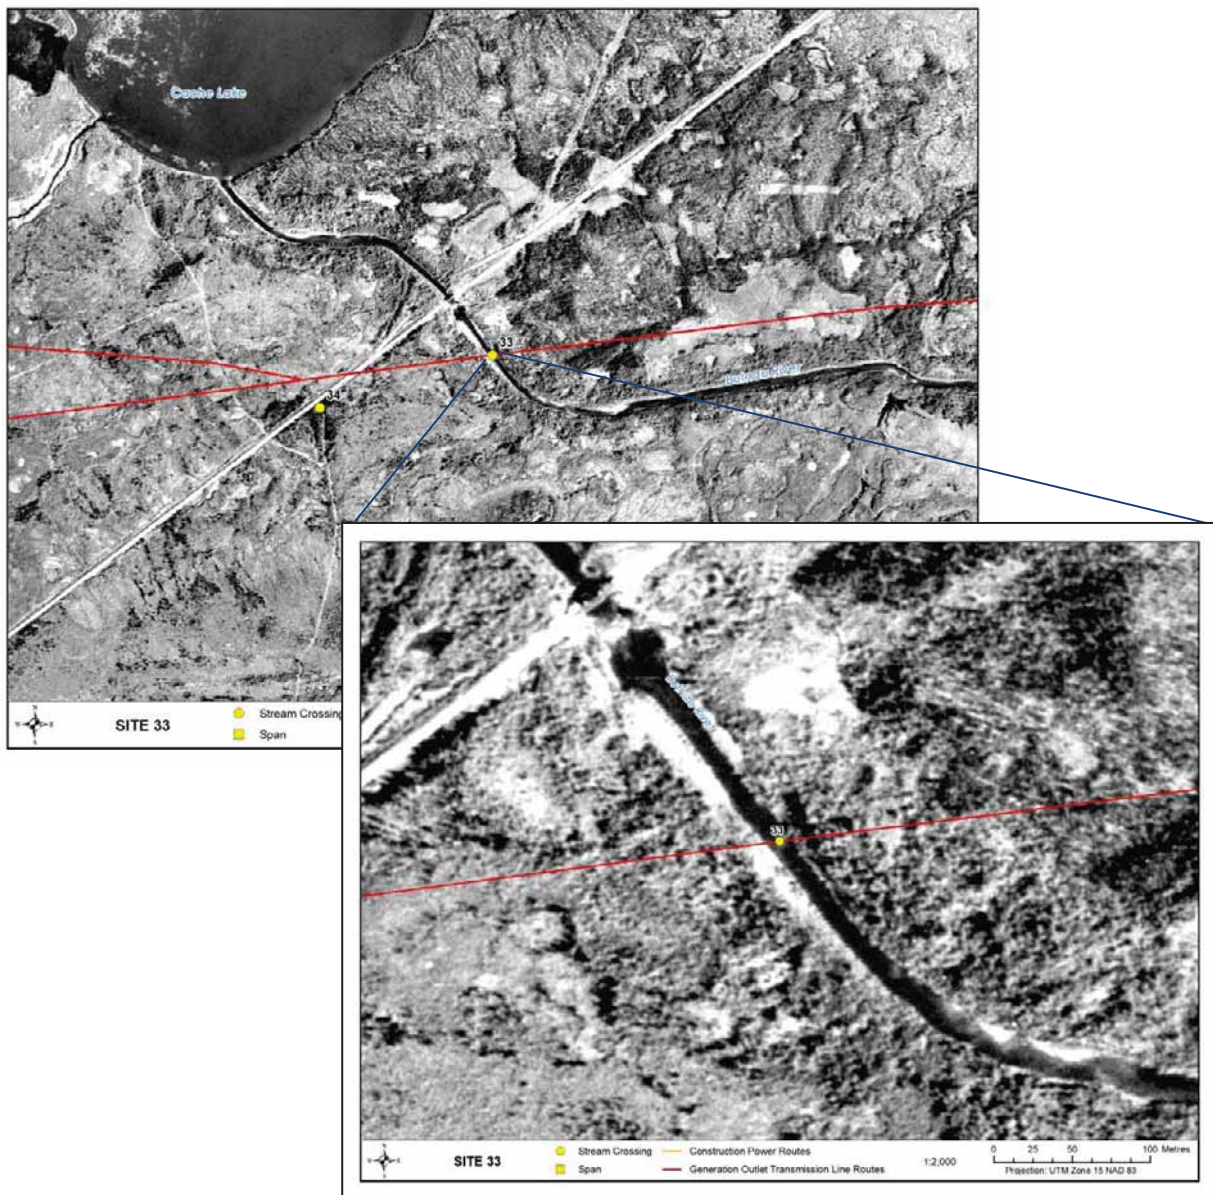 Cache Lake
33
34
River
SITE 33
Stream Crossing
Span
33
SITE 33
Stream Crossing
Span
Construction Power Routes
Generation Outlet Transmission Line Routes
1:2,000
0 25 50 100 Metres
Projection: UTM Zone 15 NAD 83